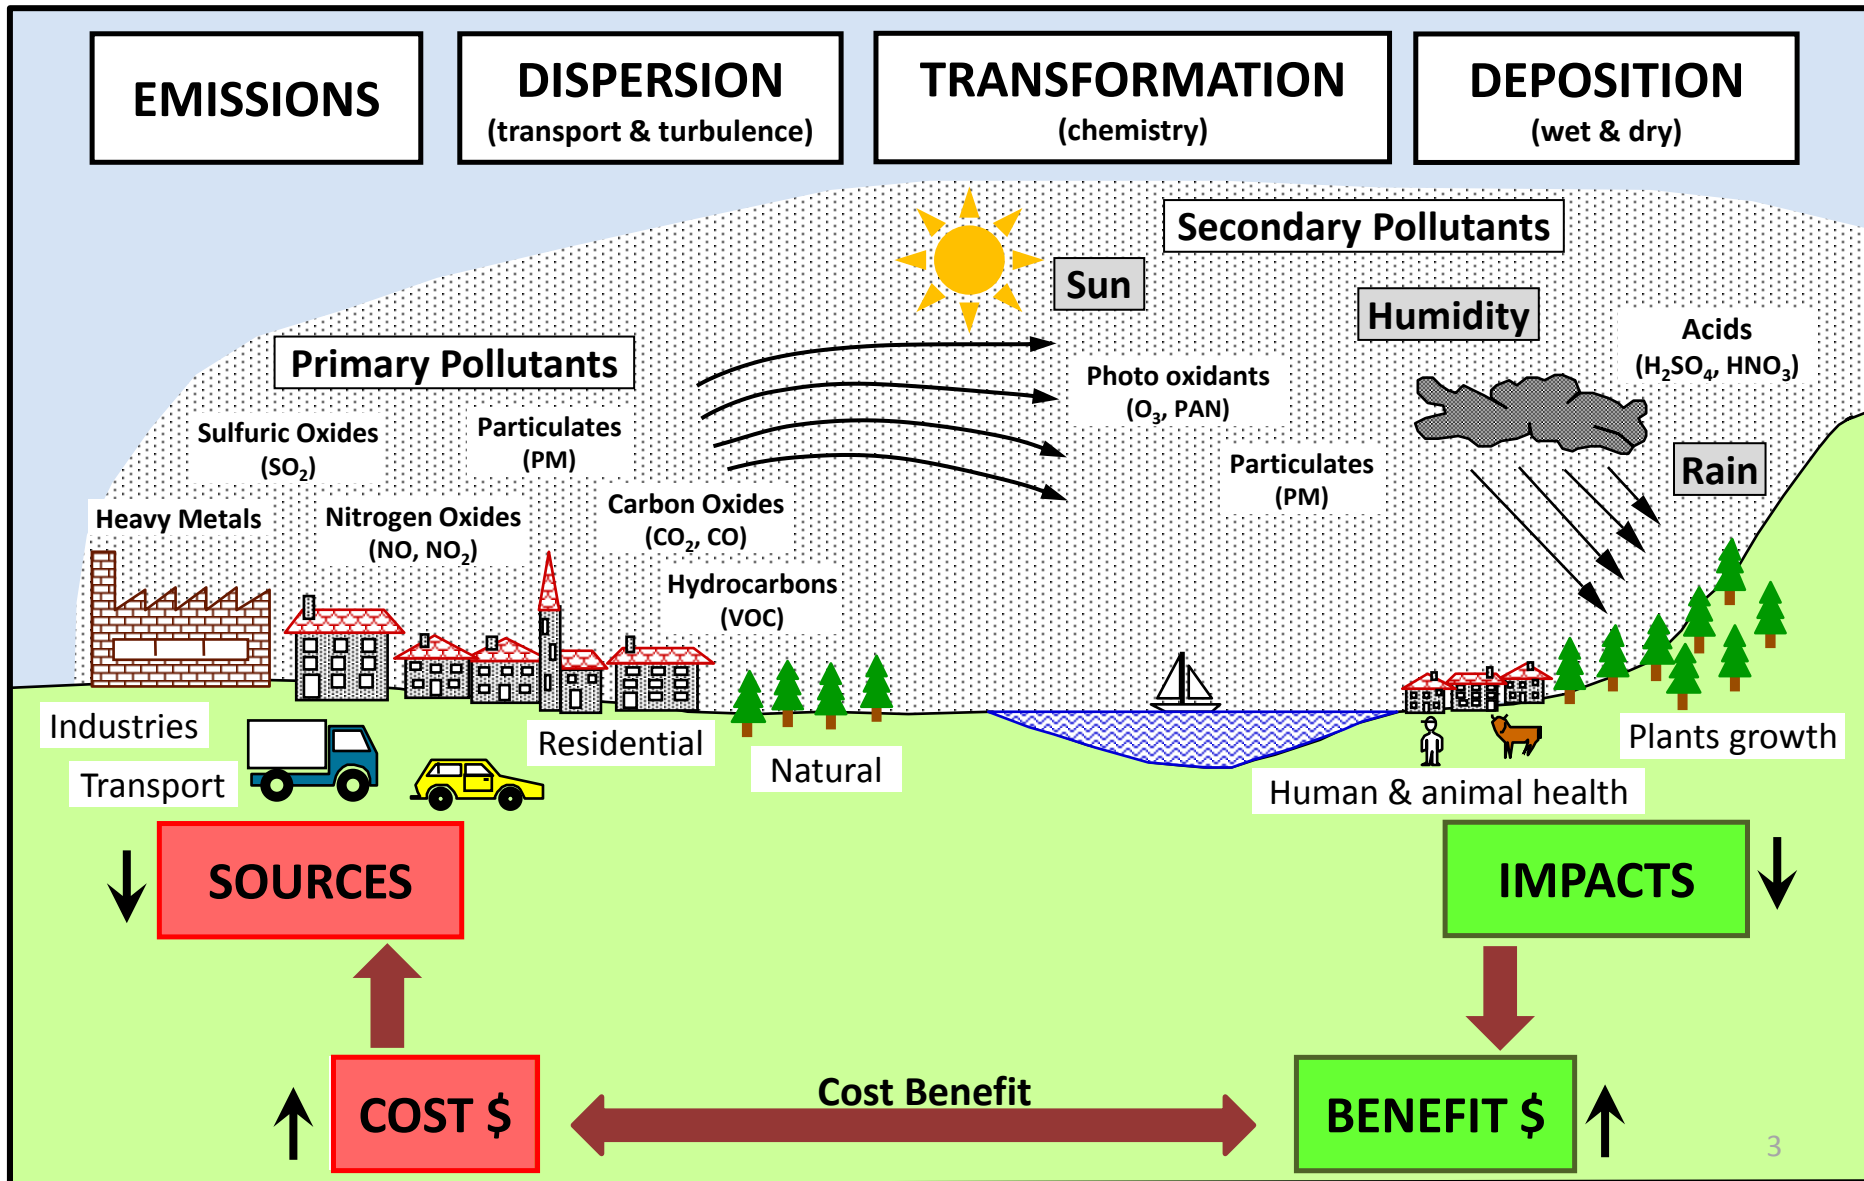 EMISSIONS
DISPERSION
(transport & turbulence)
TRANSFORMATION
(chemistry)
DEPOSITION
(wet & dry)
Secondary Pollutants
Sun
Humidity
Primary Pollutants
Acids
(H₂SO₄, HNO₃)
Photo oxidants
(O₃, PAN)
Sulfuric Oxides
(SO₂)
Particulates
(PM)
Particulates
(PM)
Rain
Heavy Metals
Nitrogen Oxides
(NO, NO₂)
Carbon Oxides
(CO₂, CO)
Hydrocarbons
(VOC)
Industries
Transport
Residential
Natural
Human & animal health
Plants growth
SOURCES
IMPACTS
COST $
Cost Benefit
BENEFIT $
3